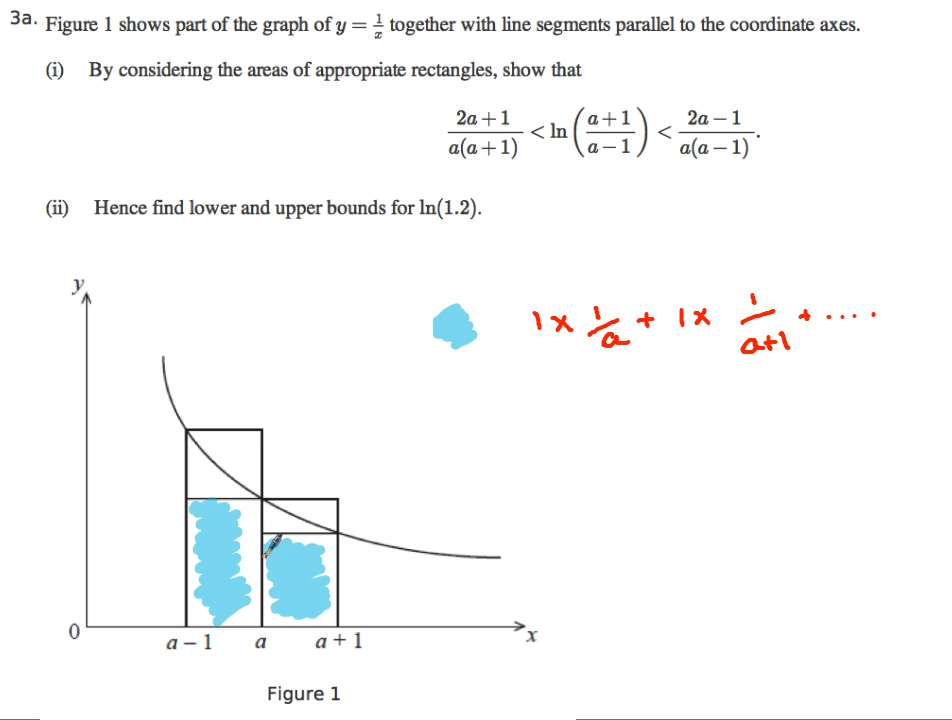 3a. Figure 1 shows part of the graph of y = 1/x together with line segments parallel to the coordinate axes.
(i) By considering the areas of appropriate rectangles, show that
(2a+1)/(a(a+1)) < ln((a+1)/(a−1)) < (2a−1)/(a(a−1)).
(ii) Hence find lower and upper bounds for ln(1.2).
y
1 x 1/a + 1 x 1/(a+1) + ....
0
a − 1 a a + 1 x
Figure 1